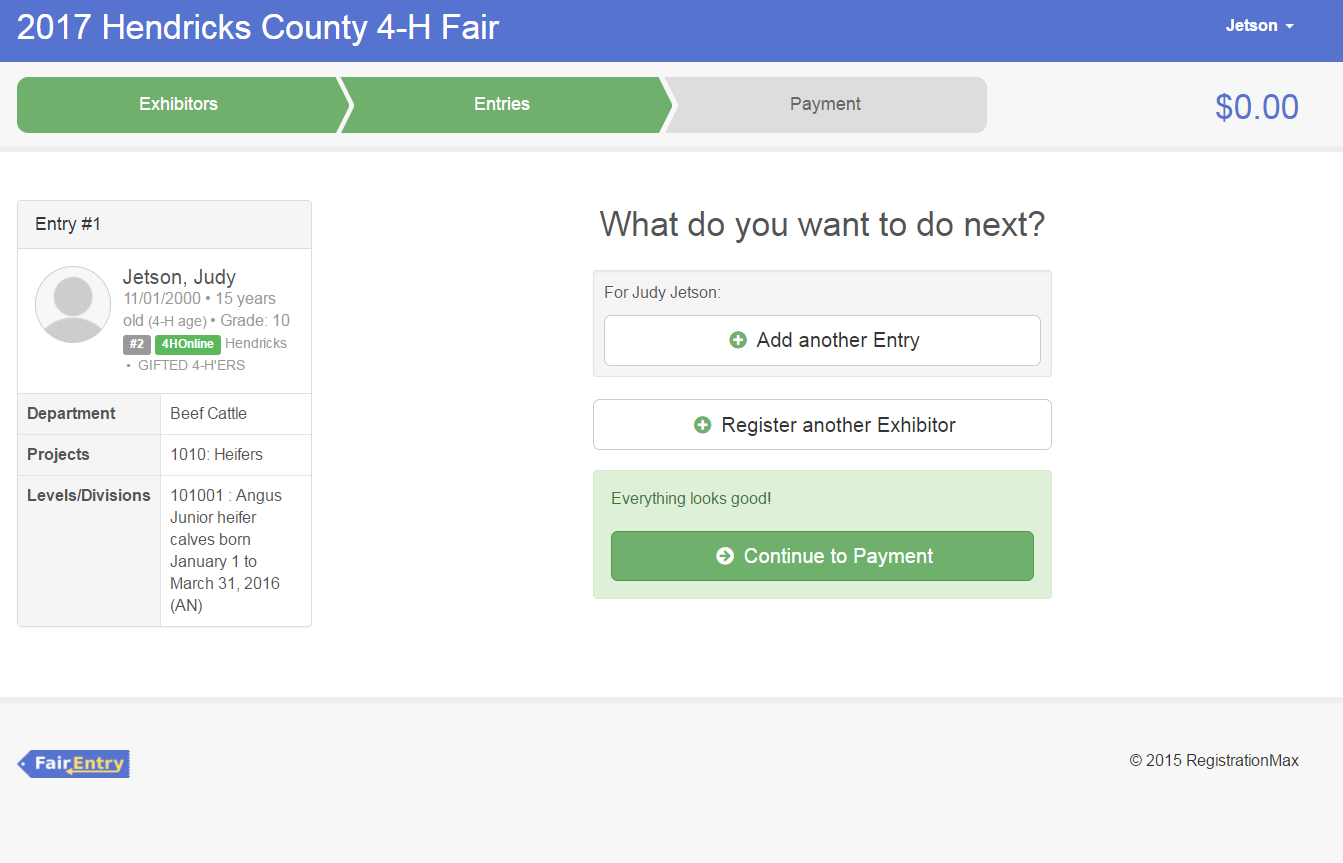 2017 Hendricks County 4-H Fair
Jetson
Exhibitors
Entries
Payment
$0.00
Entry #1
Jetson, Judy
11/01/2000 • 15 years
old (4-H age) • Grade: 10
#2 4HOnline Hendricks
• GIFTED 4-H'ERS
Department
Beef Cattle
Projects
1010: Heifers
Levels/Divisions
101001 : Angus
Junior heifer
calves born
January 1 to
March 31, 2016
(AN)
What do you want to do next?
For Judy Jetson:
Add another Entry
Register another Exhibitor
Everything looks good!
Continue to Payment
FairEntry
© 2015 RegistrationMax